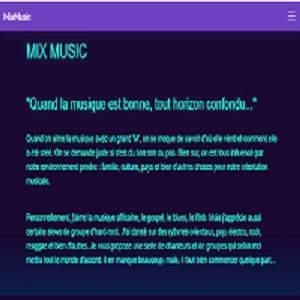 MixMusic
MIX MUSIC
"Quand la musique est bonne, tout horizon confondu..."
Quand on aime la musique avec un grand "M", on se moque de savoir d'où elle vient et comment elle
a été créé. On se demande juste si c'est du bon son ou pas. Bien sur, on est tous influencé par
notre environnement proche : famille, culture, pays et bien d'autres choses pour notre orientation
musicale.
Personnellement, j'aime la musique africaine, le gospel, le blues, le RnB. Mais j'apprécie aussi
certains slows de groupe d'hard-rock. J'ai dansé sur des rythmes orientaux, pop, électro, rock,
reaggae et bien d'autres. Je vous propose une serie de chanteurs et de groupes qui selon moi
mettra tout le monde d'accord. Il en manque beaucoup, mais, il faut bien commencer quelque part...